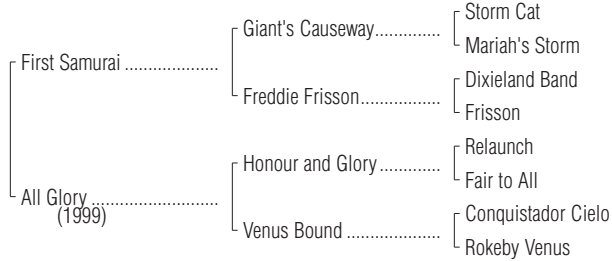 Storm Cat
Giant's Causeway..............
Mariah's Storm
First Samurai ....................
Dixieland Band
Freddie Frisson.................
Frisson
Relaunch
Honour and Glory.............
Fair to All
All Glory ...........................
(1999)
Conquistador Cielo
Venus Bound ....................
Rokeby Venus